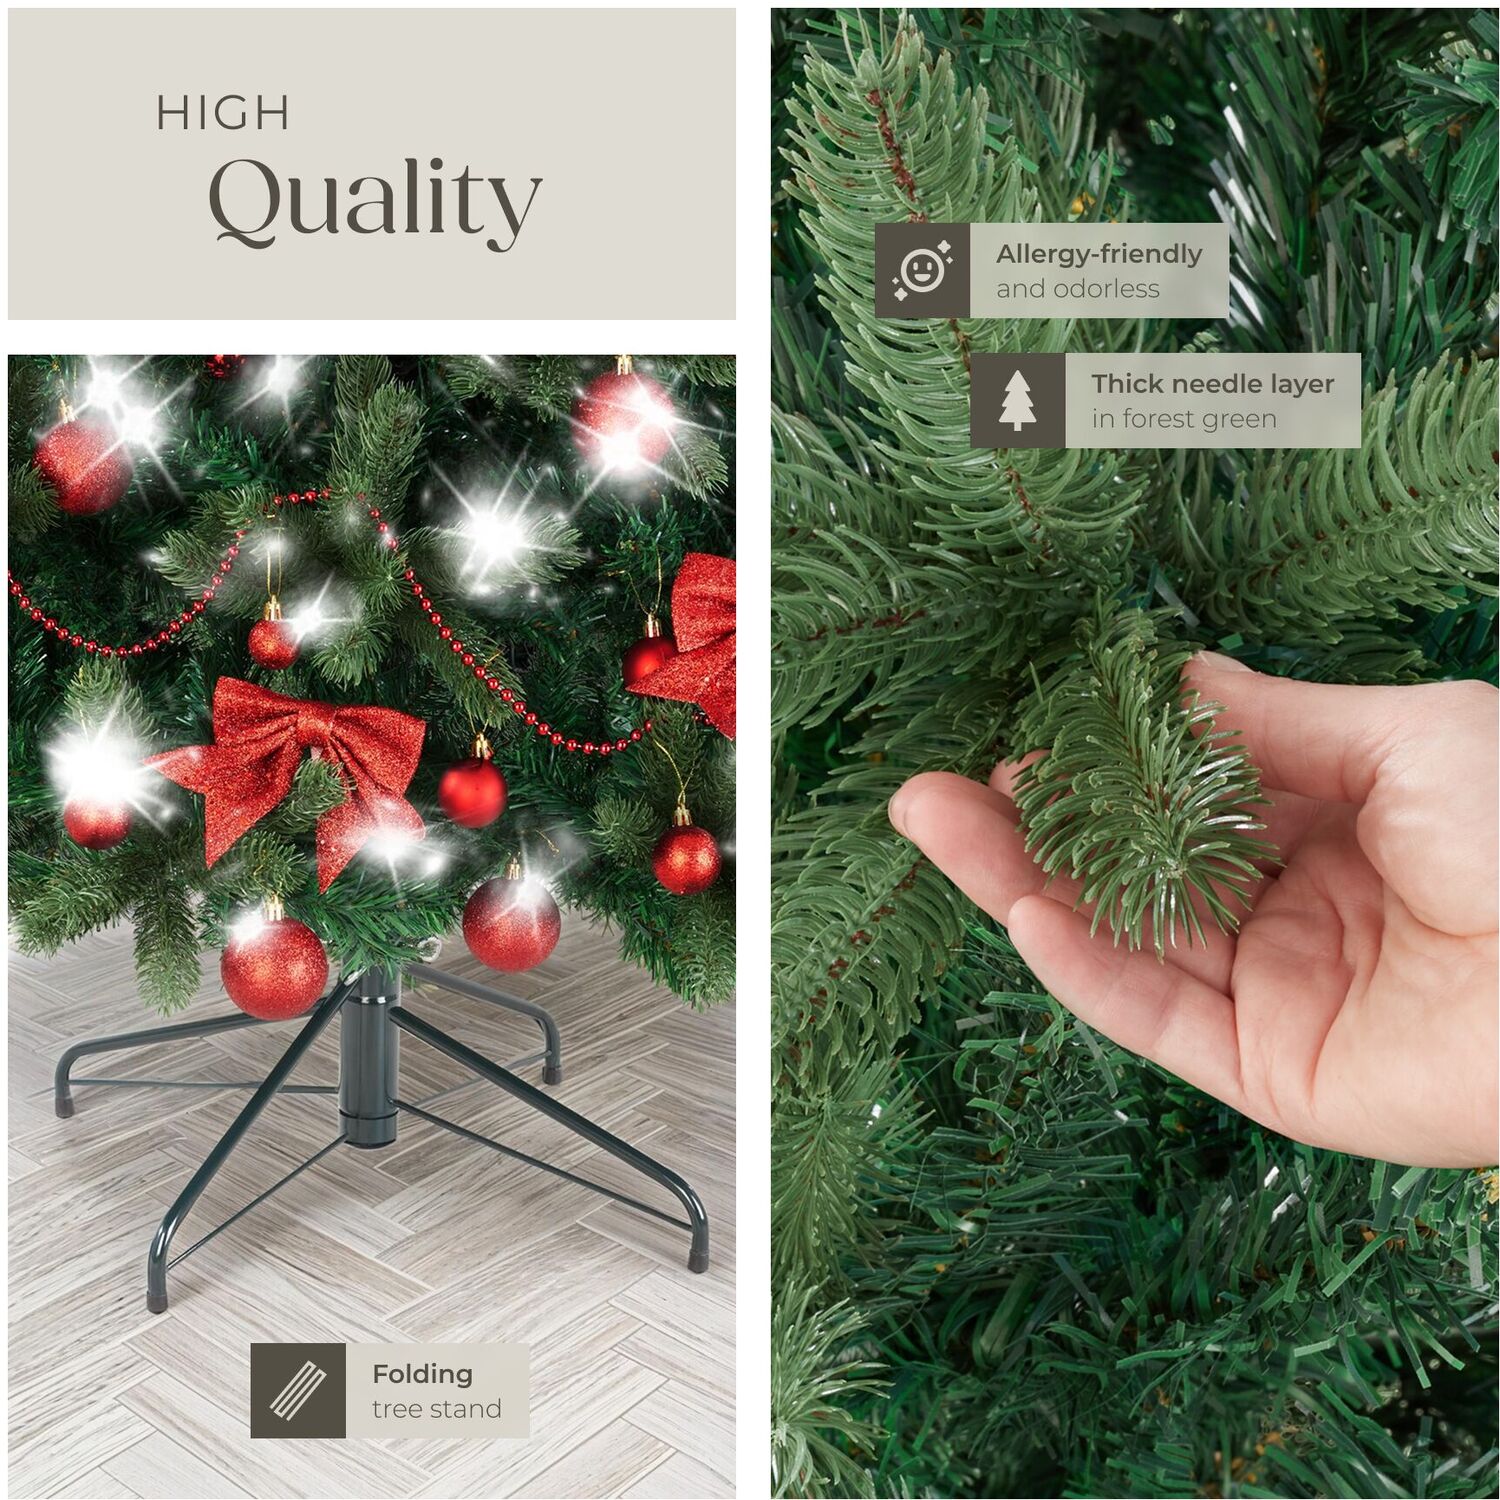 HIGH
Quality
Allergy-friendly
and odorless
Thick needle layer
in forest green
Folding
tree stand